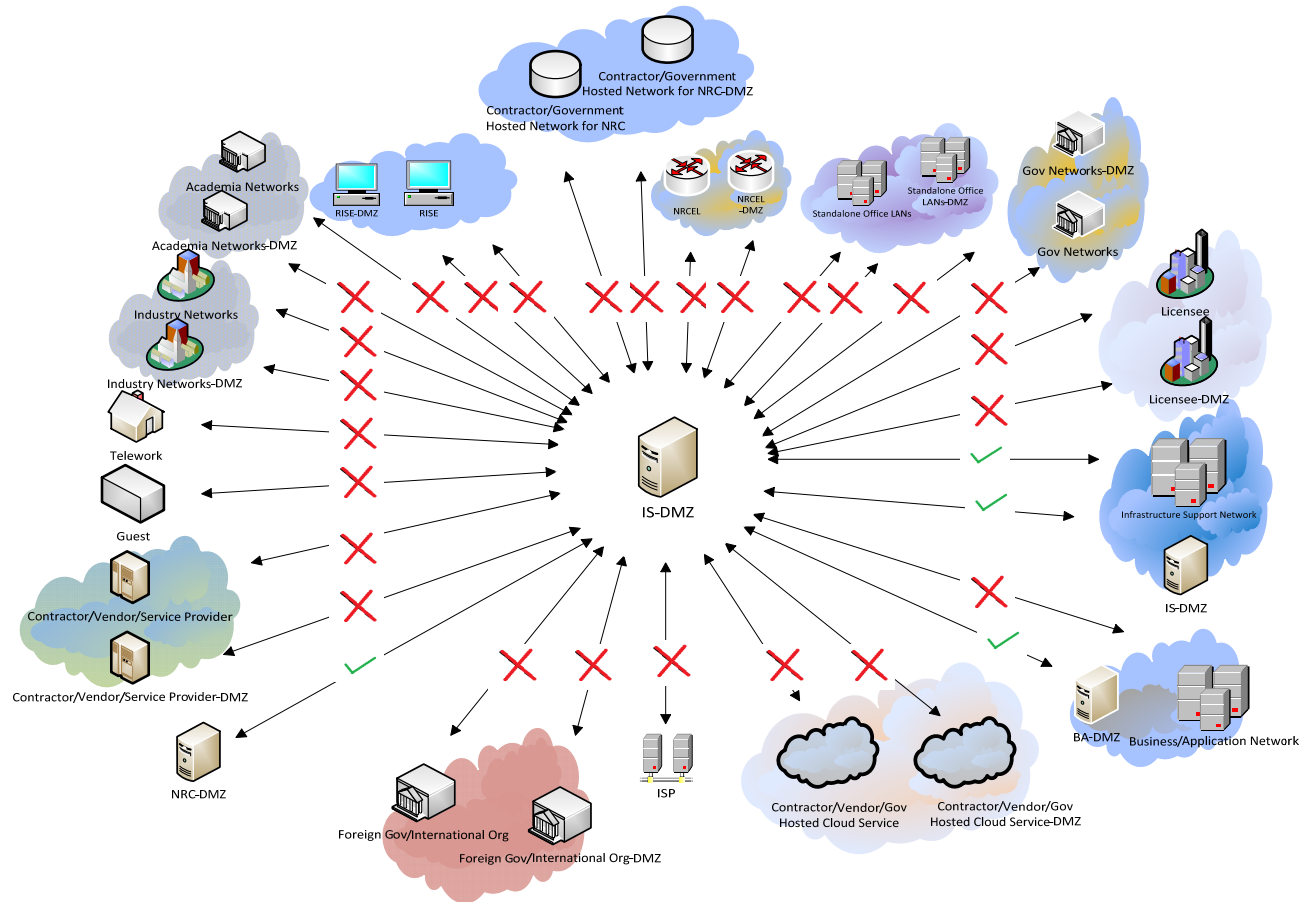 Contractor/Government
Hosted Network for NRC-DMZ
Contractor/Government
Hosted Network for NRC
Academia Networks
Academia Networks-DMZ
RISE-DMZ
RISE
NRCEL
NRCEL
-DMZ
Standalone Office LANs
Standalone Office
LANs-DMZ
Gov Networks-DMZ
Gov Networks
Industry Networks
Industry Networks-DMZ
Licensee
Licensee-DMZ
Telework
Guest
IS-DMZ
Infrastructure Support Network
IS-DMZ
Contractor/Vendor/Service Provider
Contractor/Vendor/Service Provider-DMZ
NRC-DMZ
BA-DMZ
Business/Application Network
ISP
Foreign Gov/International Org
Foreign Gov/International Org-DMZ
Contractor/Vendor/Gov
Hosted Cloud Service
Contractor/Vendor/Gov
Hosted Cloud Service-DMZ